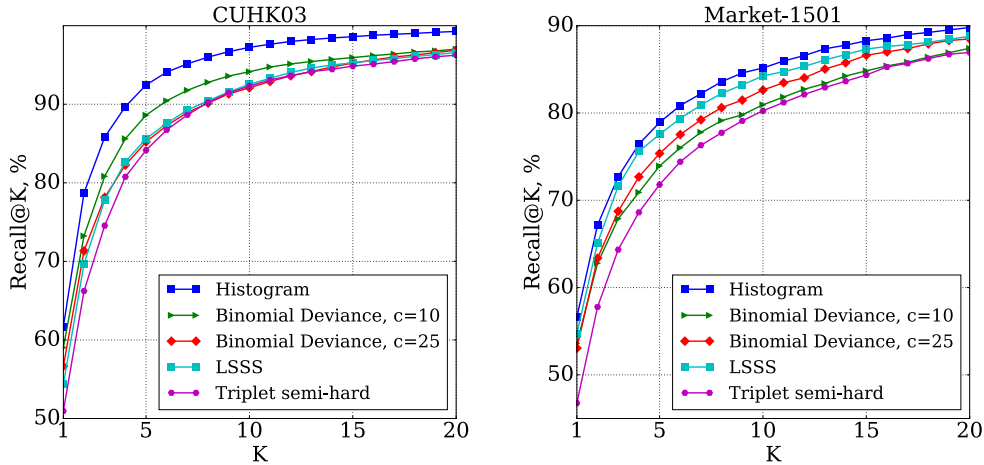 CUHK03
Recall@K, %
90
80
70
60
50
1
5
10
15
20
K
Histogram
Binomial Deviance, c=10
Binomial Deviance, c=25
LSSS
Triplet semi-hard
Market-1501
Recall@K, %
90
80
70
60
50
1
5
10
15
20
K
Histogram
Binomial Deviance, c=10
Binomial Deviance, c=25
LSSS
Triplet semi-hard